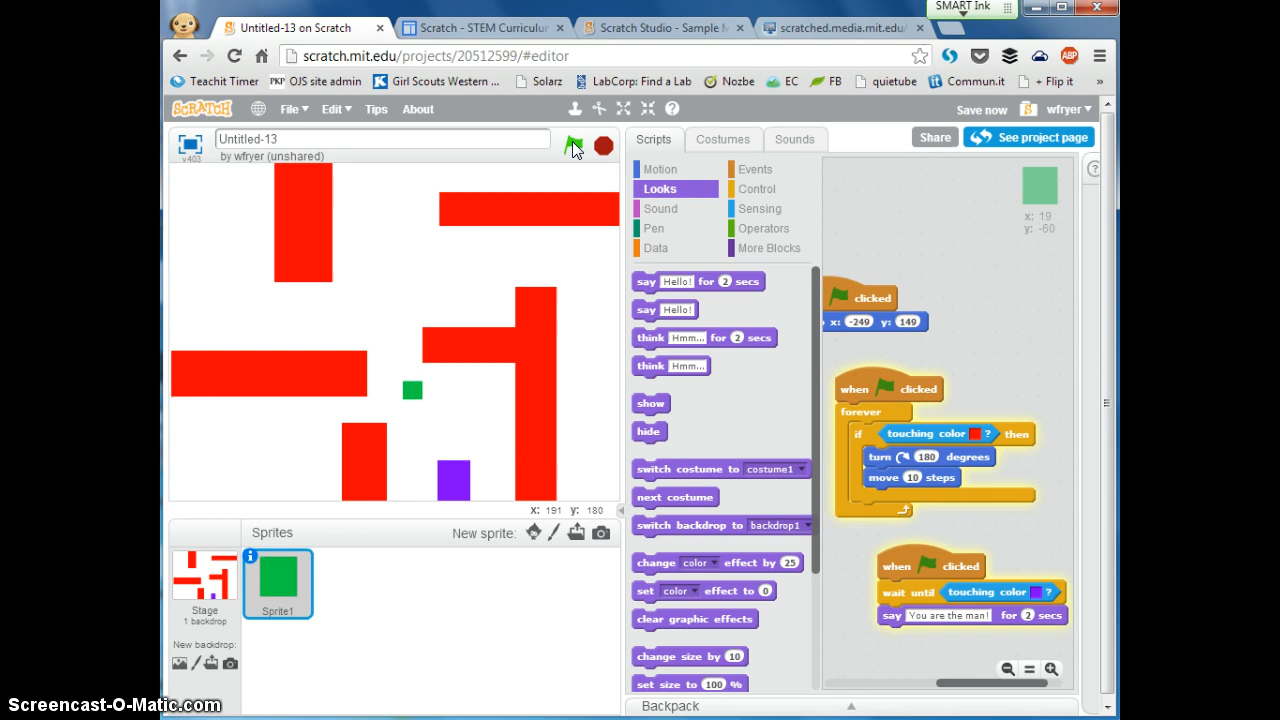 SMART Ink
Untitled-13 on Scratch
Scratch - STEM Curriculur
Scratch Studio - Sample M
scratched.media.mit.edu/
scratch.mit.edu/projects/20512599/#editor
ABP
Teachit Timer
PKP OJS site admin
K Girl Scouts Western ...
Solarz
LabCorp: Find a Lab
Nozbe
EC
FB
quietube
Commun.it
+ Flip it
»
SCRATCH
File
Edit
Tips
About
Save now
wfryer
Untitled-13
by wfryer (unshared)
v403
Scripts
Costumes
Sounds
Share
See project page
Motion
Events
Looks
Control
Sound
Sensing
Pen
Operators
Data
More Blocks
say Hello! for 2 secs
say Hello!
think Hmm... for 2 secs
think Hmm...
show
hide
switch costume to costume1
next costume
switch backdrop to backdrop1
change color effect by 25
set color effect to 0
clear graphic effects
change size by 10
set size to 100 %
x: 19
y: -60
clicked
x: -249 y: 149
when clicked
forever
if touching color ? then
turn 180 degrees
move 10 steps
when clicked
wait until touching color ?
say You are the man! for 2 secs
x: 191 y: 180
Sprites
New sprite:
Stage
1 backdrop
New backdrop:
Sprite1
Backpack
Screencast-O-Matic.com